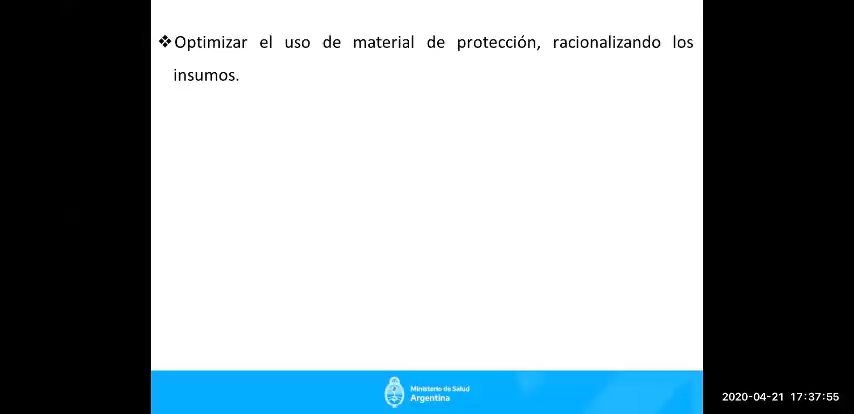 ❖Optimizar el uso de material de protección, racionalizando los
insumos.
Ministerio de Salud
Argentina
2020-04-21 17:37:55